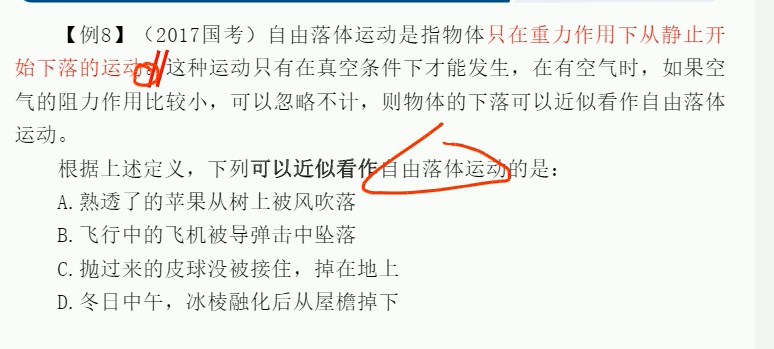 【例8】（2017国考）自由落体运动是指物体只在重力作用下从静止开
始下落的运动。这种运动只有在真空条件下才能发生，在有空气时，如果空
气的阻力作用比较小，可以忽略不计，则物体的下落可以近似看作自由落体
运动。
根据上述定义，下列可以近似看作自由落体运动的是：
A.熟透了的苹果从树上被风吹落
B.飞行中的飞机被导弹击中坠落
C.抛过来的皮球没被接住，掉在地上
D.冬日中午，冰棱融化后从屋檐掉下